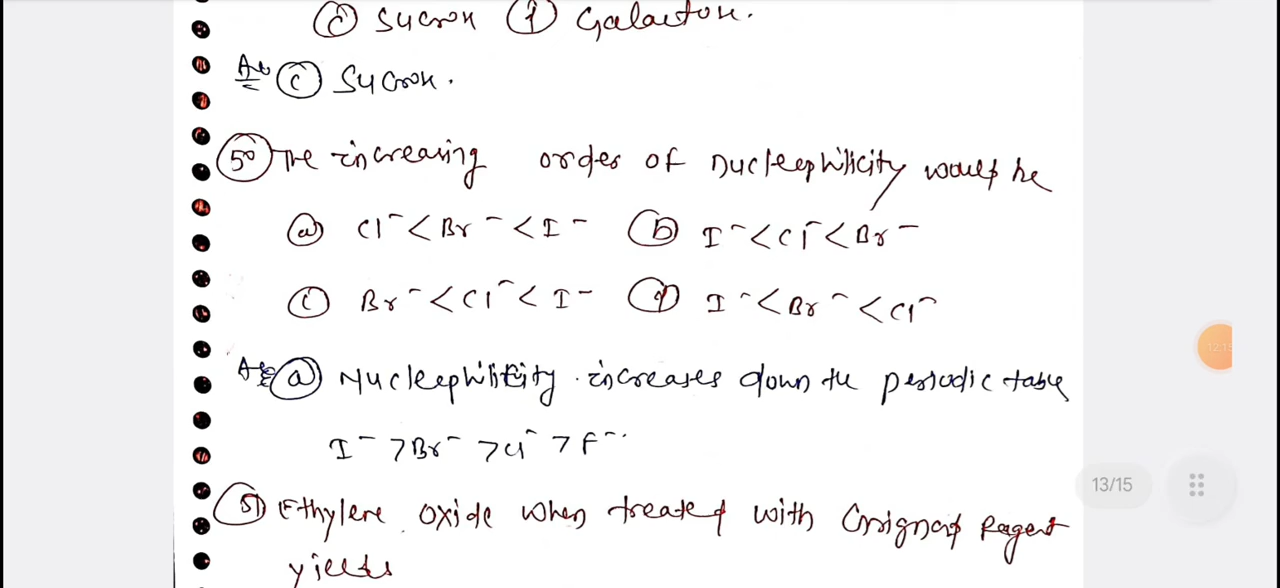 (c) Sucrose (d) Galactose.
Ans (c) Sucrose.
(50) The increasing order of nucleophilicity would be
(a) Cl⁻ < Br⁻ < I⁻ (b) I⁻ < Cl⁻ < Br⁻
(c) Br⁻ < Cl⁻ < I⁻ (d) I⁻ < Br⁻ < Cl⁻
Ans (a) Nucleophilicity increases down the periodic table
I⁻ > Br⁻ > Cl⁻ > F⁻
12:15
13/15
(51) Ethylene oxide when treated with Grignard Reagent
yields